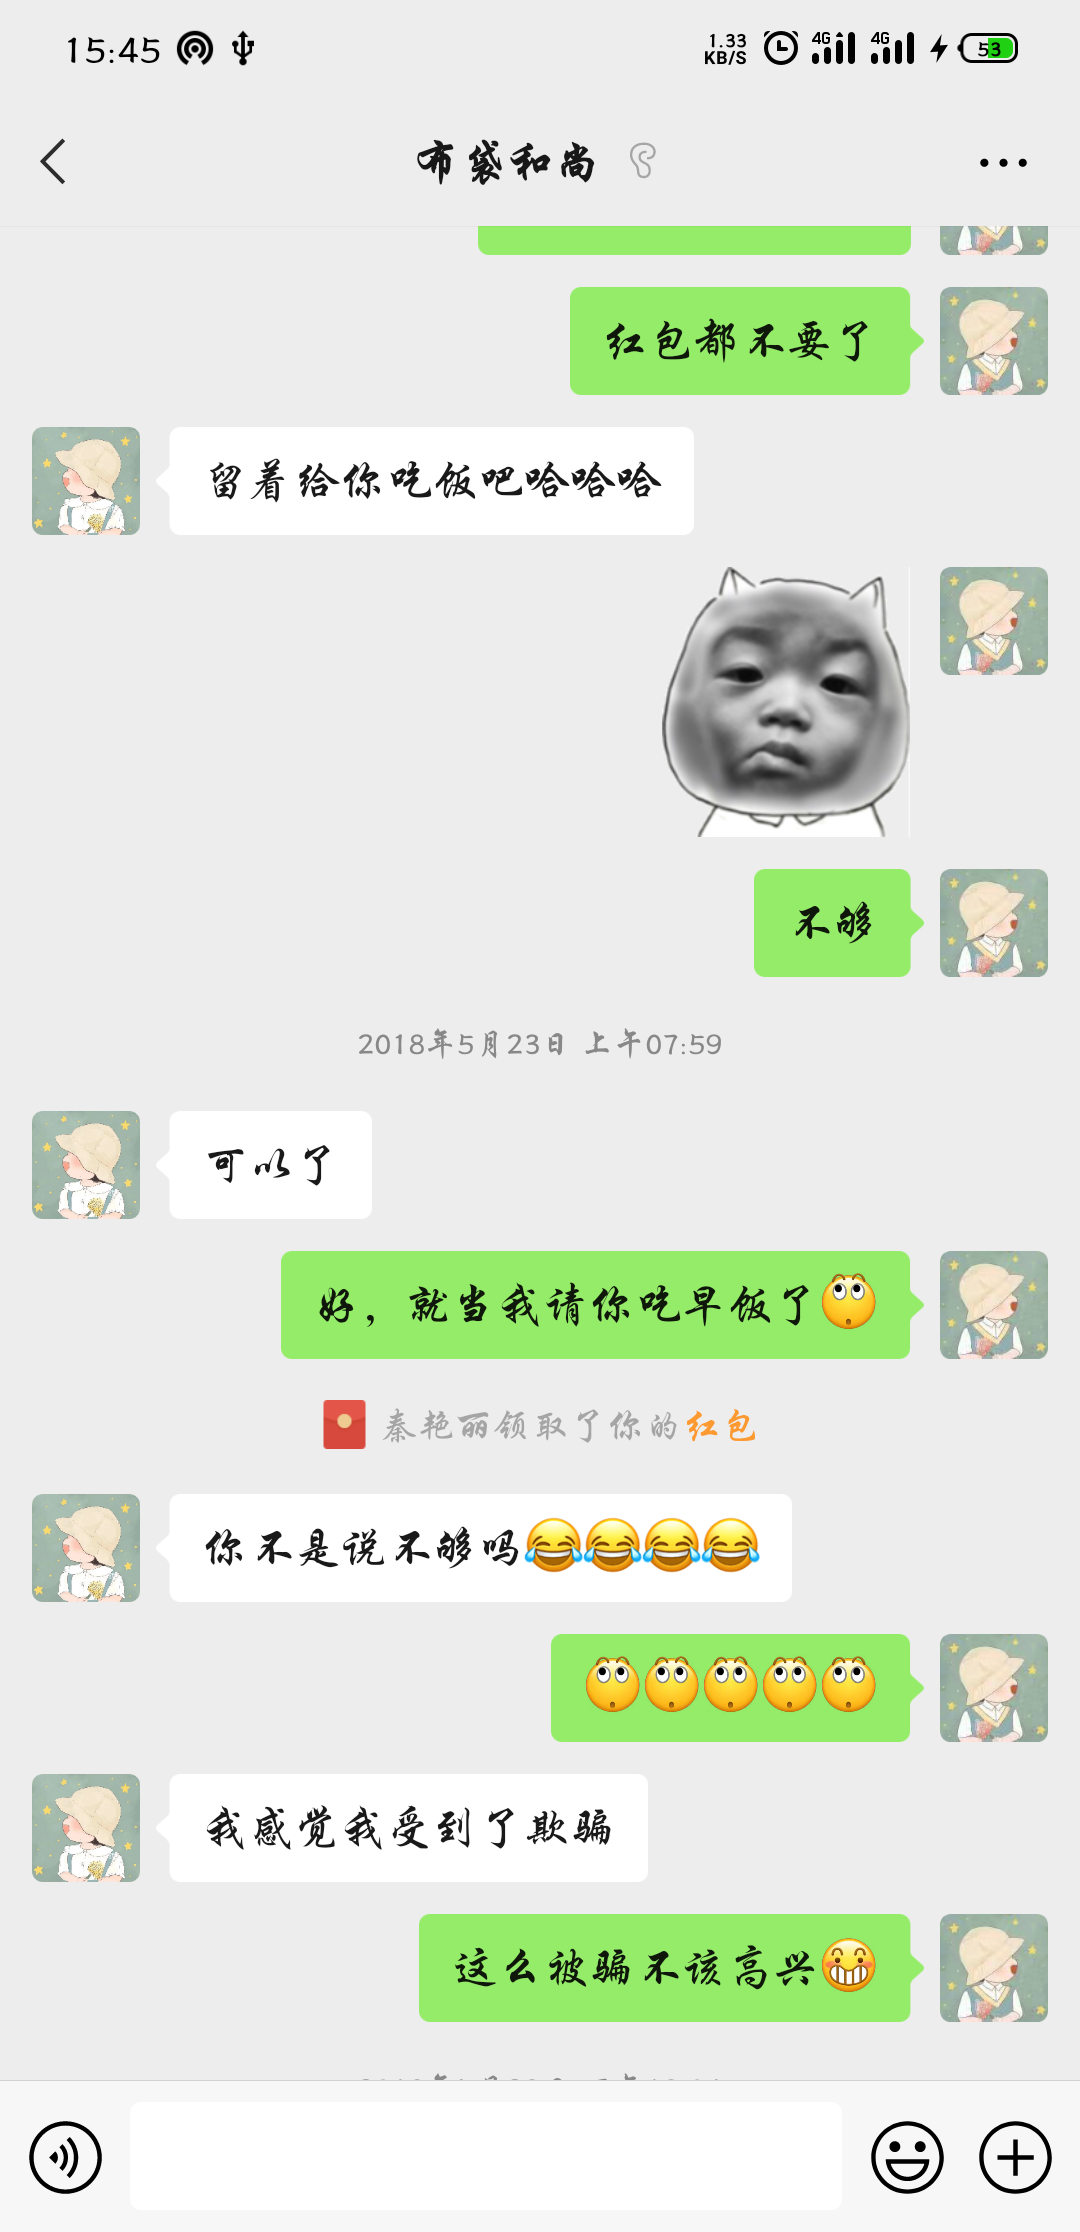 15:45
1.33
KB/S
4G
4G
53
布袋和尚
红包都不要了
留着给你吃饭吧哈哈哈
不够
2018年5月23日 上午07:59
可以了
好，就当我请你吃早饭了
秦艳丽领取了你的红包
你不是说不够吗😂😂😂😂
我感觉我受到了欺骗
这么被骗不该高兴